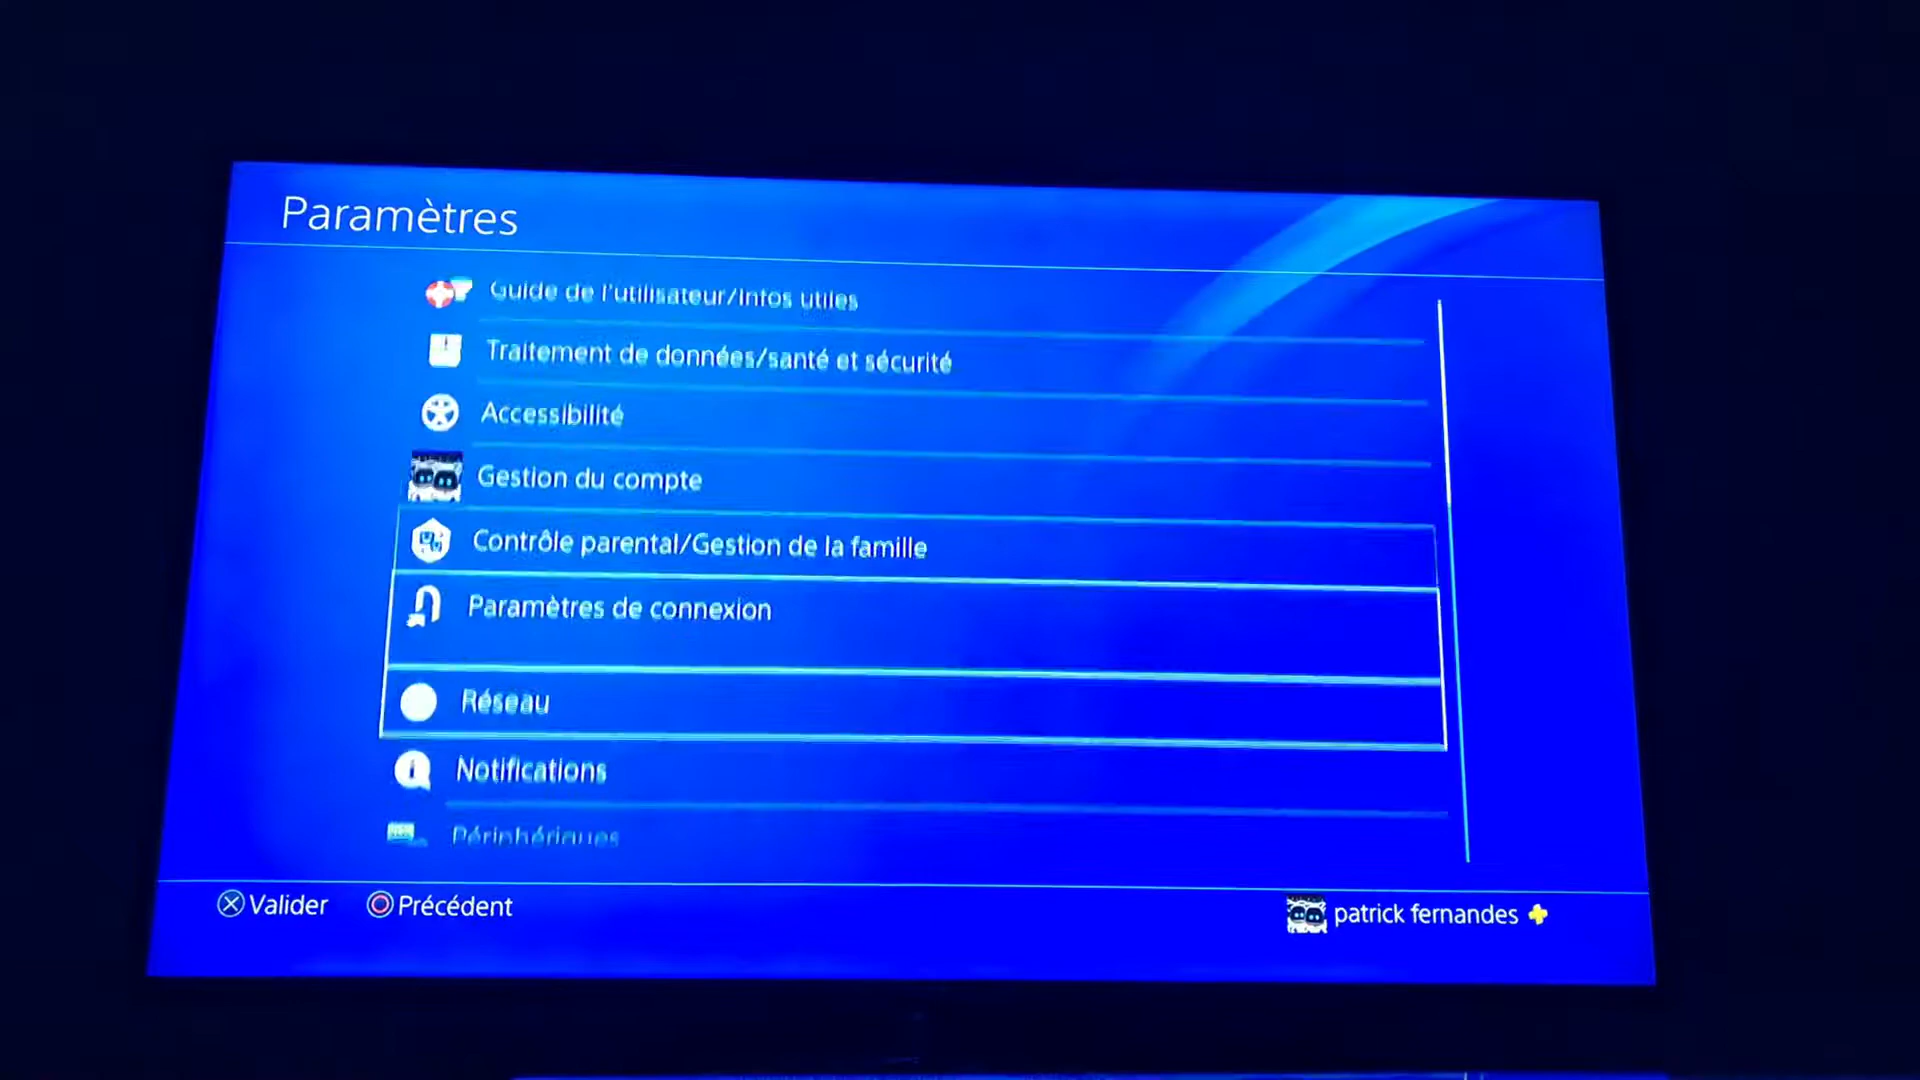 Paramètres
Guide de l'utilisateur/Infos utiles
Traitement de données/santé et sécurité
Accessibilité
Gestion du compte
Contrôle parental/Gestion de la famille
Paramètres de connexion
Réseau
Notifications
Périphériques
Valider Précédent
patrick fernandes